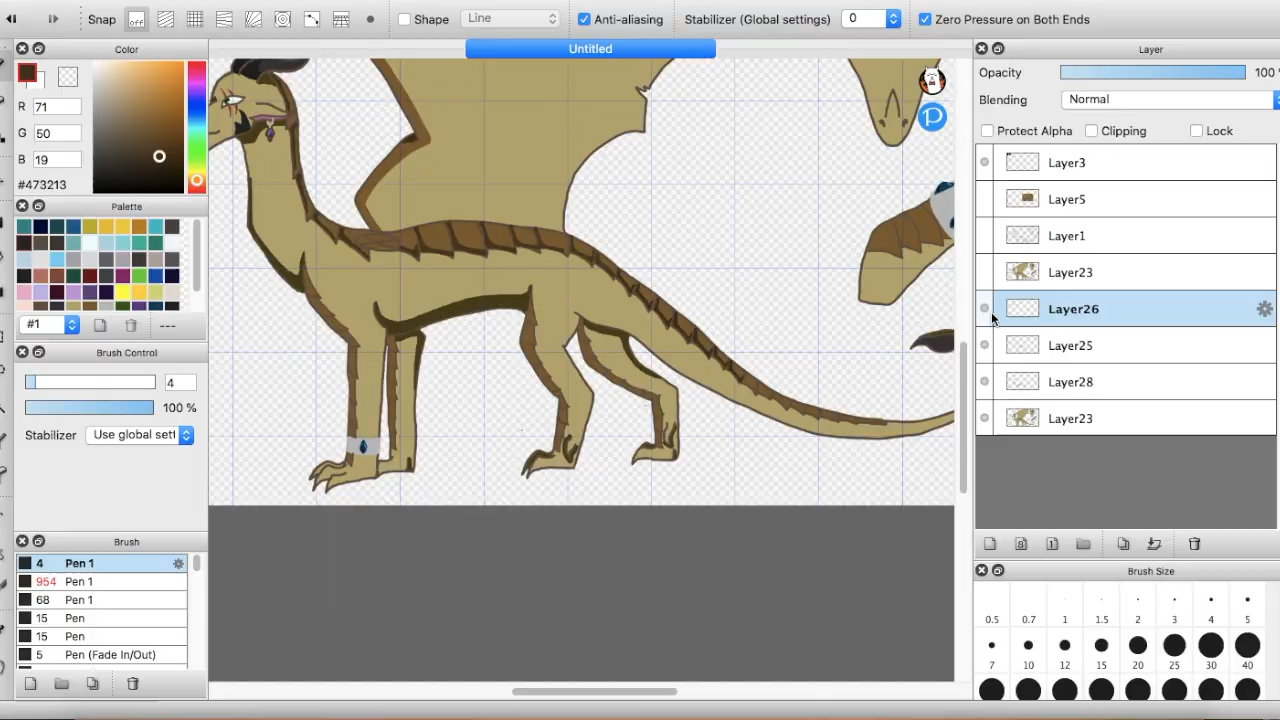 Snap off Shape Line Anti-aliasing Stabilizer (Global settings) 0 Zero Pressure on Both Ends
Color
Untitled
Layer
R 71
G 50
B 19
#473213
Opacity 100
Blending Normal
Protect Alpha Clipping Lock
Palette
#1 ---
Layer3
Layer5
Layer1
Layer23
Layer26
Layer25
Layer28
Layer23
Brush Control
4
100 %
Stabilizer Use global sett
Brush
4 Pen 1
954 Pen 1
68 Pen 1
15 Pen
15 Pen
5 Pen (Fade In/Out)
8 1
Brush Size
0.5 0.7 1 1.5 2 3 4 5
7 10 12 15 20 25 30 40